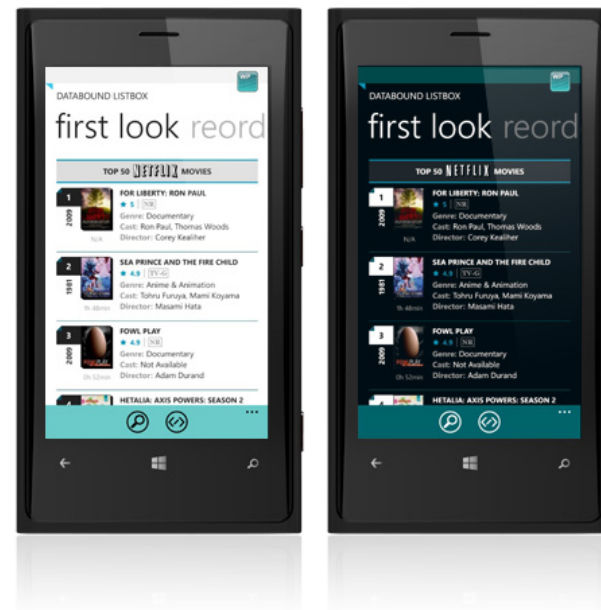 WP
DATABOUND LISTBOX
first look reord
TOP 50 NETFLIX MOVIES
1
2009
N/A
FOR LIBERTY: RON PAUL
★ 5 | NR
Genre: Documentary
Cast: Ron Paul, Thomas Woods
Director: Corey Kealiher
2
1981
1h 48min
SEA PRINCE AND THE FIRE CHILD
★ 4.9 | TV-G
Genre: Anime & Animation
Cast: Tohru Furuya, Mami Koyama
Director: Masami Hata
3
2009
0h 52min
FOWL PLAY
★ 4.9 | NR
Genre: Documentary
Cast: Not Available
Director: Adam Durand
4
HETALIA: AXIS POWERS: SEASON 2
WP
DATABOUND LISTBOX
first look reord
TOP 50 NETFLIX MOVIES
1
2009
N/A
FOR LIBERTY: RON PAUL
★ 5 | NR
Genre: Documentary
Cast: Ron Paul, Thomas Woods
Director: Corey Kealiher
2
1981
1h 48min
SEA PRINCE AND THE FIRE CHILD
★ 4.9 | TV-G
Genre: Anime & Animation
Cast: Tohru Furuya, Mami Koyama
Director: Masami Hata
3
2009
0h 52min
FOWL PLAY
★ 4.9 | NR
Genre: Documentary
Cast: Not Available
Director: Adam Durand
4
HETALIA: AXIS POWERS: SEASON 2